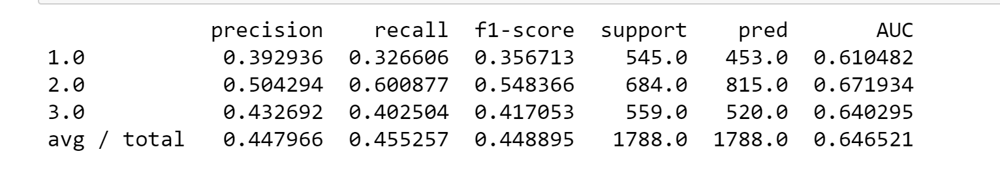 precision recall f1-score support pred AUC
1.0 0.392936 0.326606 0.356713 545.0 453.0 0.610482
2.0 0.504294 0.600877 0.548366 684.0 815.0 0.671934
3.0 0.432692 0.402504 0.417053 559.0 520.0 0.640295
avg / total 0.447966 0.455257 0.448895 1788.0 1788.0 0.646521